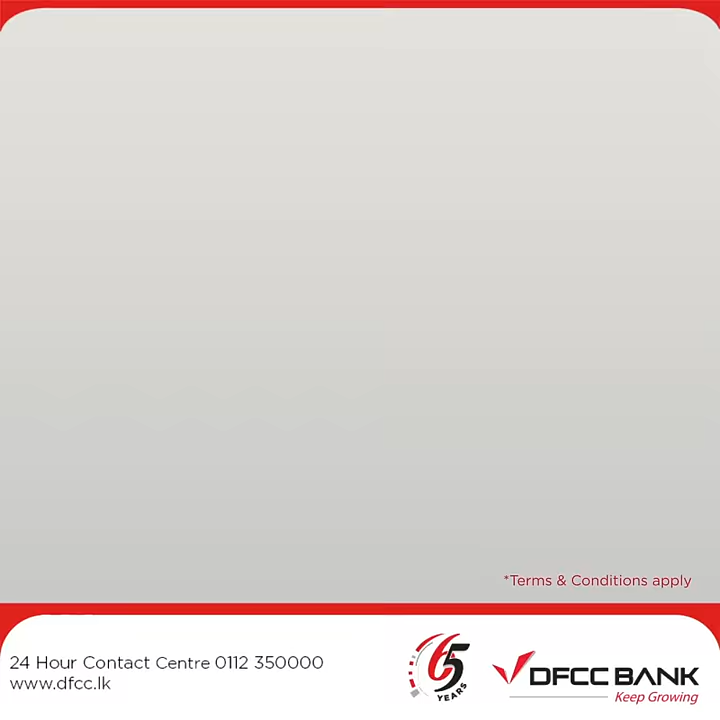 *Terms & Conditions apply
24 Hour Contact Centre 0112 350000
www.dfcc.lk
65
YEARS
DFCC BANK
Keep Growing